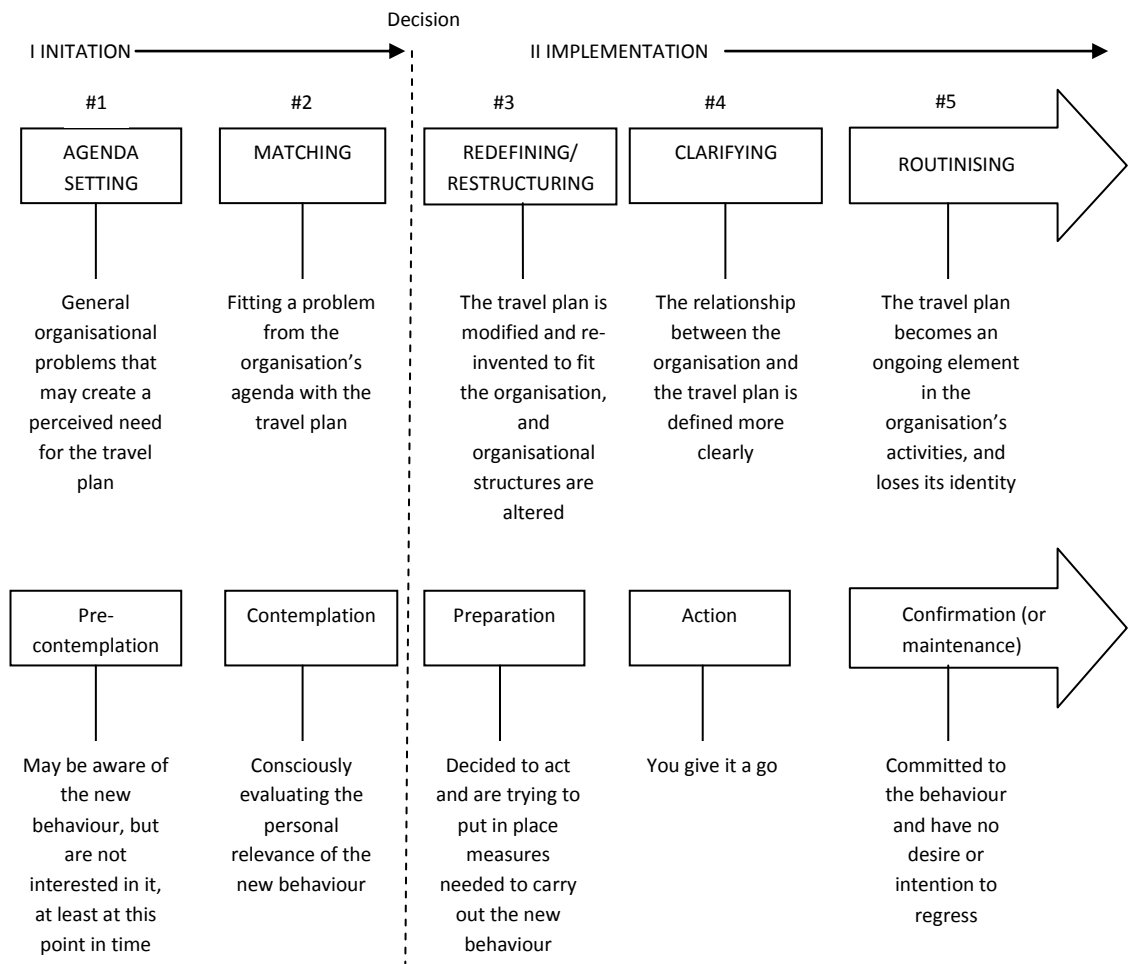 Decision
I INITATION
II IMPLEMENTATION
#1
#2
#3
#4
#5
AGENDA
SETTING
MATCHING
REDEFINING/
RESTRUCTURING
CLARIFYING
ROUTINISING
General
organisational
problems that
may create a
perceived need
for the travel
plan
Fitting a problem
from the
organisation’s
agenda with the
travel plan
The travel plan is
modified and re-
invented to fit
the organisation,
and
organisational
structures are
altered
The relationship
between the
organisation and
the travel plan is
defined more
clearly
The travel plan
becomes an
ongoing element
in the
organisation’s
activities, and
loses its identity
Pre-
contemplation
Contemplation
Preparation
Action
Confirmation (or
maintenance)
May be aware of
the new
behaviour, but
are not
interested in it,
at least at this
point in time
Consciously
evaluating the
personal
relevance of the
new behaviour
Decided to act
and are trying to
put in place
measures
needed to carry
out the new
behaviour
You give it a go
Committed to
the behaviour
and have no
desire or
intention to
regress